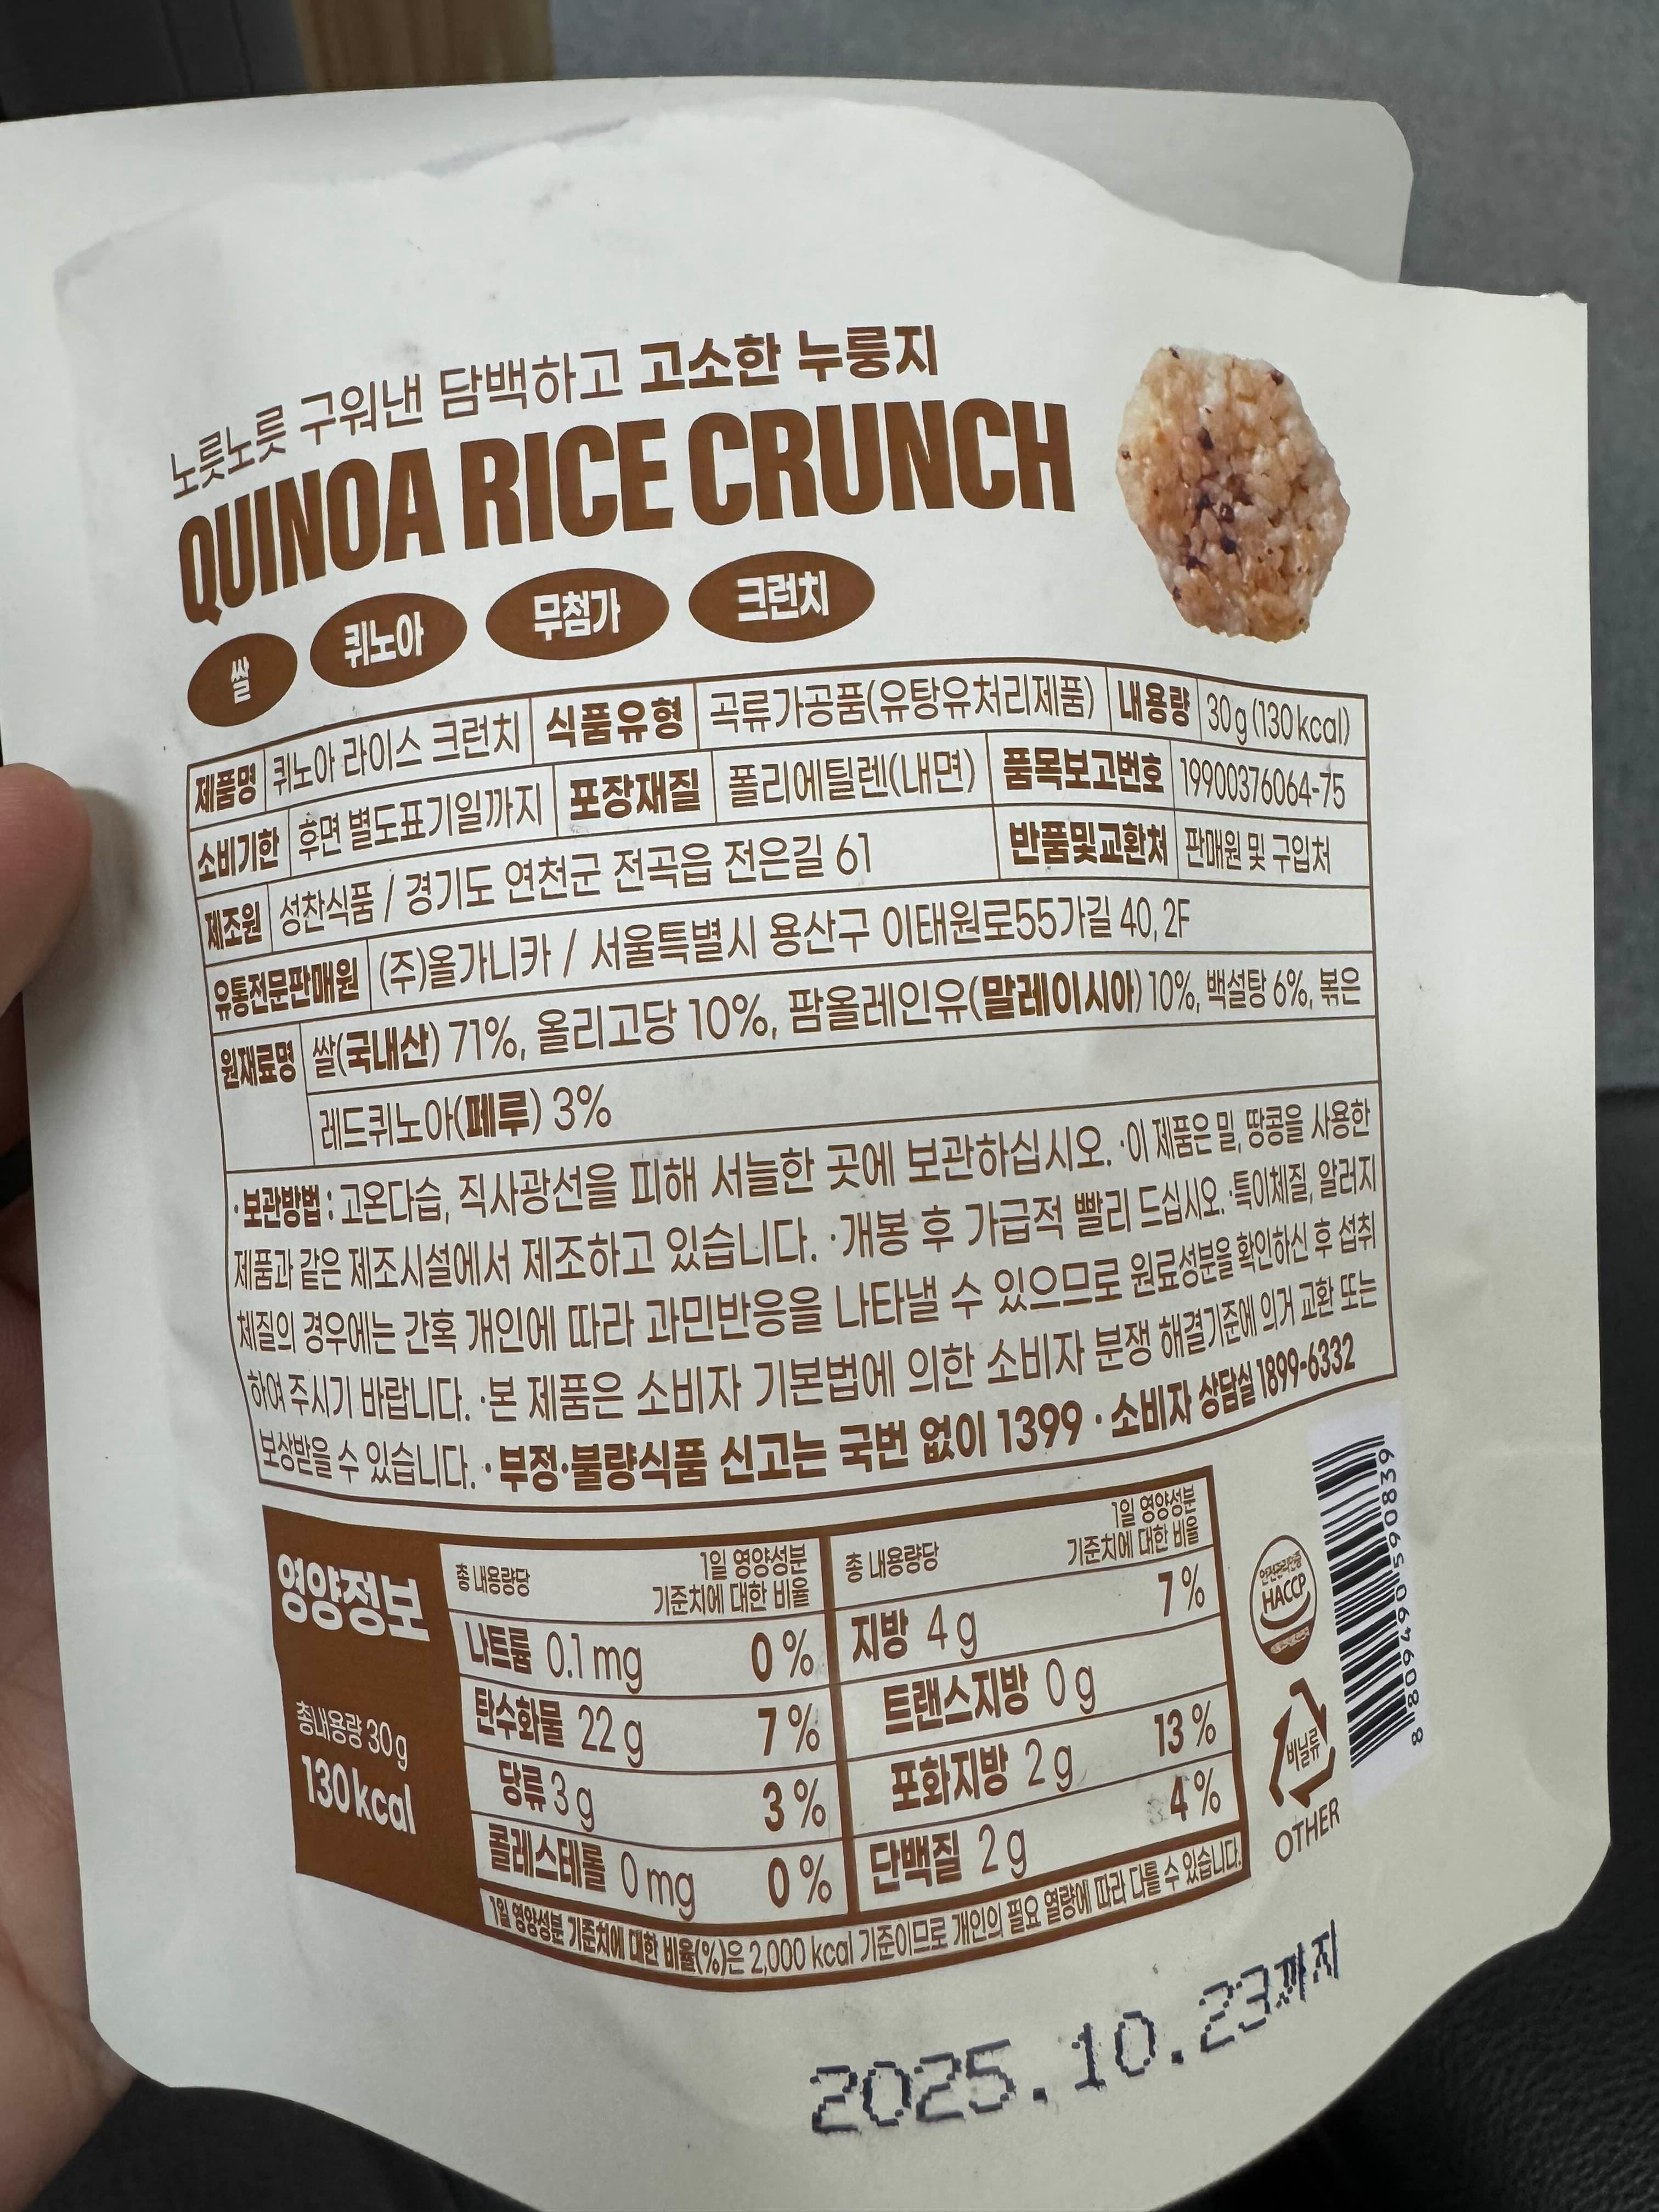 노릇노릇 구워낸 담백하고 고소한 누룽지
QUINOA RICE CRUNCH
쌀 퀴노아 무첨가 크런치
제품명 퀴노아 라이스 크런치 식품유형 곡류가공품(유탕유처리제품) 내용량 30g(130kcal)
소비기한 후면 별도표기일까지 포장재질 폴리에틸렌(내면) 품목보고번호 19900376064-75
제조원 성찬식품 / 경기도 연천군 전곡읍 전은길 61 반품및교환처 판매원 및 구입처
유통전문판매원 (주)올가니카 / 서울특별시 용산구 이태원로55가길 40, 2F
원재료명 쌀(국내산) 71%, 올리고당 10%, 팜올레인유(말레이시아) 10%, 백설탕 6%, 볶은
레드퀴노아(페루) 3%
·보관방법 : 고온다습, 직사광선을 피해 서늘한 곳에 보관하십시오. ·이 제품은 밀, 땅콩을 사용한
제품과 같은 제조시설에서 제조하고 있습니다. ·개봉 후 가급적 빨리 드십시오. ·특이체질, 알러지
체질의 경우에는 간혹 개인에 따라 과민반응을 나타낼 수 있으므로 원료성분을 확인하신 후 섭취
하여 주시기 바랍니다. ·본 제품은 소비자 기본법에 의한 소비자 분쟁 해결기준에 의거 교환 또는
보상받을 수 있습니다. ·부정·불량식품 신고는 국번 없이 1399 · 소비자 상담실 1899-6332
영양정보
총내용량 30g
130kcal
총 내용량당 1일 영양성분
기준치에 대한 비율
나트륨 0.1mg 0%
탄수화물 22g 7%
당류 3g 3%
콜레스테롤 0mg 0%
총 내용량당 1일 영양성분
기준치에 대한 비율
지방 4g 7%
트랜스지방 0g
포화지방 2g 13%
단백질 2g 4%
1일 영양성분 기준치에 대한 비율(%)은 2,000 kcal 기준이므로 개인의 필요 열량에 따라 다를 수 있습니다.
안전관리인증
HACCP
비닐류
OTHER
8 809490 590839
2025.10.23까지